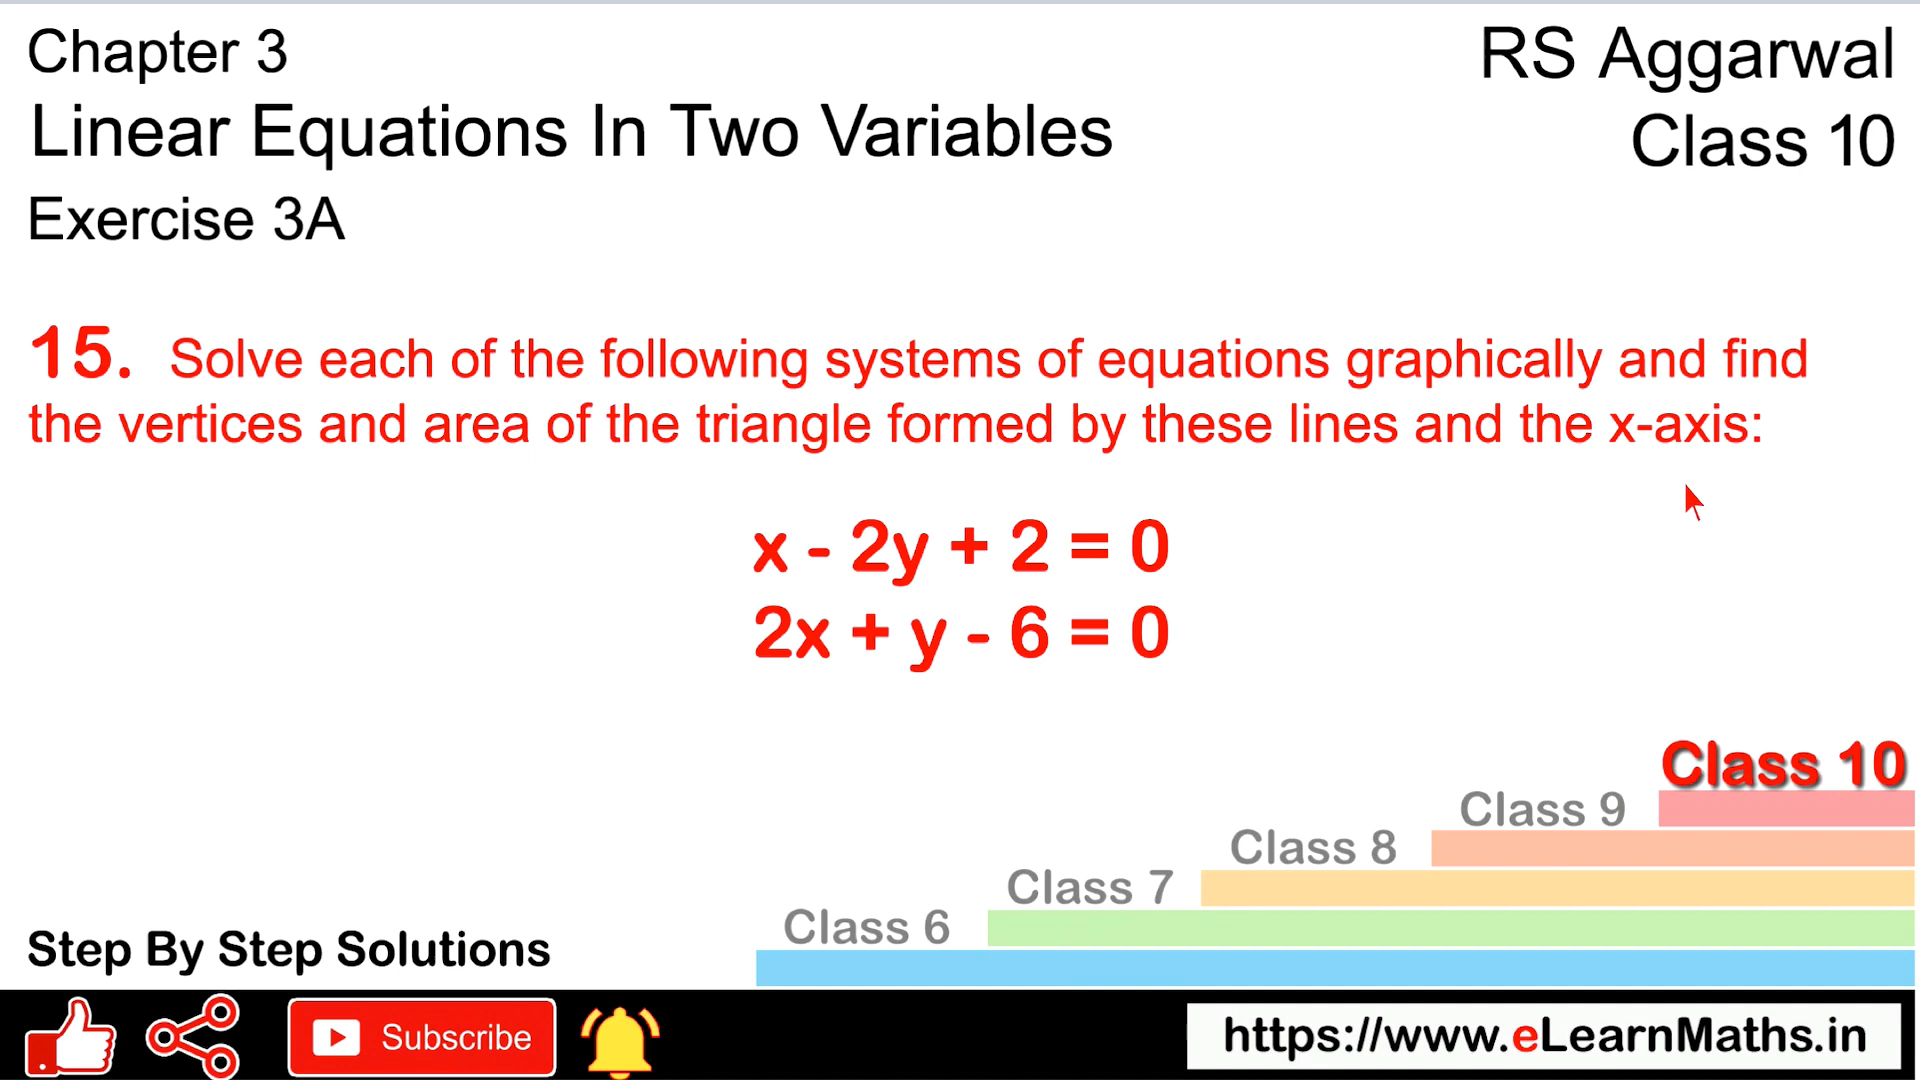 Chapter 3
RS Aggarwal
Linear Equations In Two Variables
Class 10
Exercise 3A
15. Solve each of the following systems of equations graphically and find
the vertices and area of the triangle formed by these lines and the x-axis:
x - 2y + 2 = 0
2x + y - 6 = 0
Class 10
Class 9
Class 8
Class 7
Class 6
Step By Step Solutions
Subscribe
https://www.eLearnMaths.in